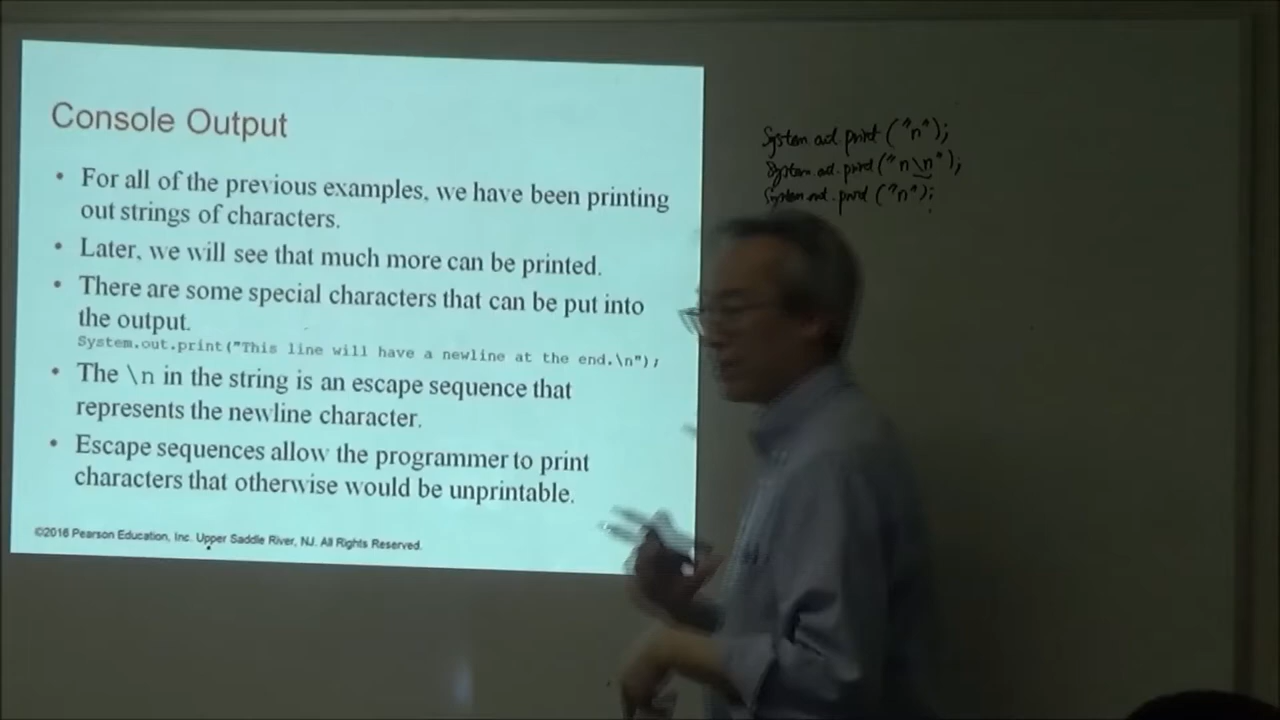 Console Output
• For all of the previous examples, we have been printing
out strings of characters.
• Later, we will see that much more can be printed.
• There are some special characters that can be put into
the output.
System.out.print("This line will have a newline at the end.\n");
• The \n in the string is an escape sequence that
represents the newline character.
• Escape sequences allow the programmer to print
characters that otherwise would be unprintable.
©2016 Pearson Education, Inc. Upper Saddle River, NJ. All Rights Reserved.
System out print ("n");
System.out.print("n\n");
System.out.print ("n");